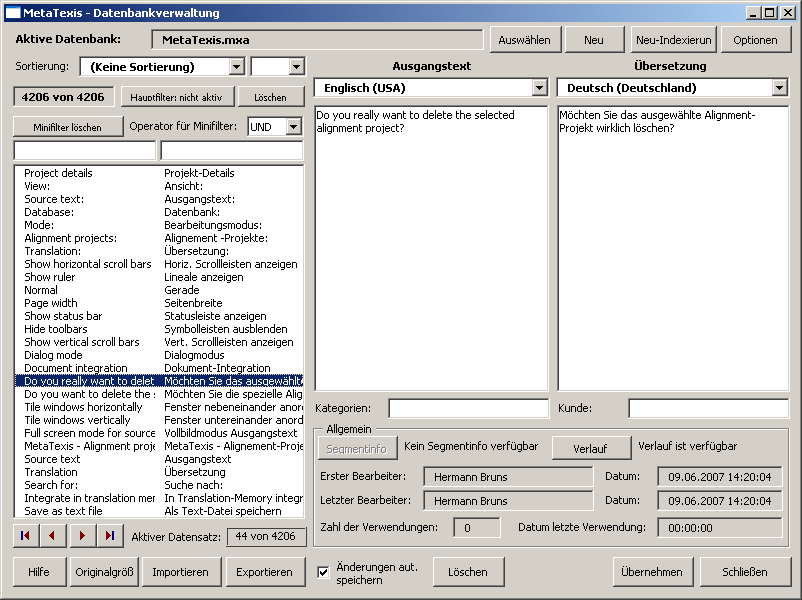 MetaTexis - Datenbankverwaltung
Aktive Datenbank: MetaTexis.mxa Auswählen Neu Neu-Indexierun Optionen
Sortierung: (Keine Sortierung) Ausgangstext Übersetzung
Englisch (USA) Deutsch (Deutschland)
4206 von 4206 Hauptfilter: nicht aktiv Löschen
Minifilter löschen Operator für Minifilter: UND
Do you really want to delete the selected
alignment project?
Möchten Sie das ausgewählte Alignment-
Projekt wirklich löschen?
Project details Projekt-Details
View: Ansicht:
Source text: Ausgangstext:
Database: Datenbank:
Mode: Bearbeitungsmodus:
Alignment projects: Alignement -Projekte:
Translation: Übersetzung:
Show horizontal scroll bars Horiz. Scrollleisten anzeigen
Show ruler Lineale anzeigen
Normal Gerade
Page width Seitenbreite
Show status bar Statusleiste anzeigen
Hide toolbars Symbolleisten ausblenden
Show vertical scroll bars Vert. Scrollleisten anzeigen
Dialog mode Dialogmodus
Document integration Dokument-Integration
Do you really want to delet Möchten Sie das ausgewählte
Do you want to delete the s Möchten Sie die spezielle Alig
Tile windows horizontally Fenster nebeneinander anord
Tile windows vertically Fenster untereinander anord
Full screen mode for source Vollbildmodus Ausgangstext
MetaTexis - Alignment proje MetaTexis - Alignement-Proje
Source text Ausgangstext
Translation Übersetzung
Search for: Suche nach:
Integrate in translation mer In Translation-Memory integr
Save as text file Als Text-Datei speichern
Kategorien: Kunde:
Allgemein
Segmentinfo Kein Segmentinfo verfügbar Verlauf Verlauf ist verfügbar
Erster Bearbeiter: Hermann Bruns Datum: 09.06.2007 14:20:04
Letzter Bearbeiter: Hermann Bruns Datum: 09.06.2007 14:20:04
Zahl der Verwendungen: 0 Datum letzte Verwendung: 00:00:00
Aktiver Datensatz: 44 von 4206
Hilfe Originalgröß Importieren Exportieren Änderungen aut.
speichern
Löschen Übernehmen Schließen